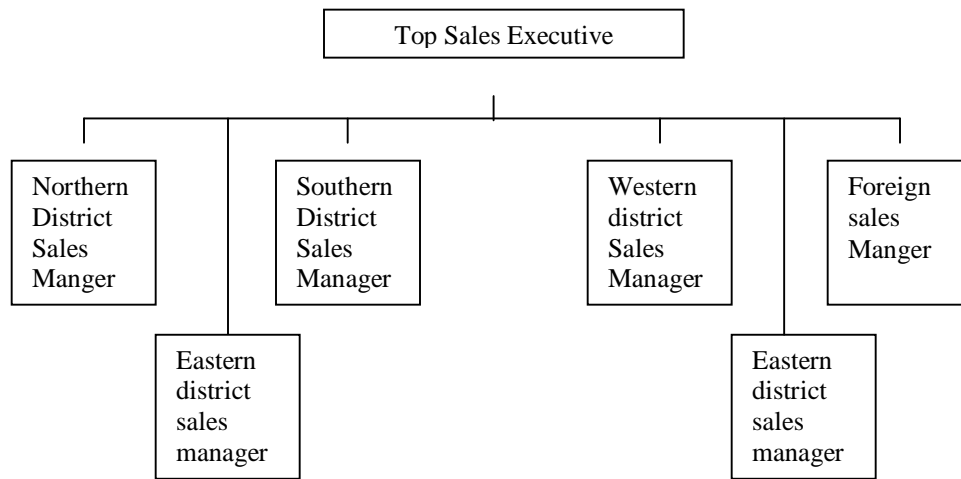 Top Sales Executive
Northern
District
Sales
Manger
Southern
District
Sales
Manager
Western
district
Sales
Manager
Foreign
sales
Manger
Eastern
district
sales
manager
Eastern
district
sales
manager